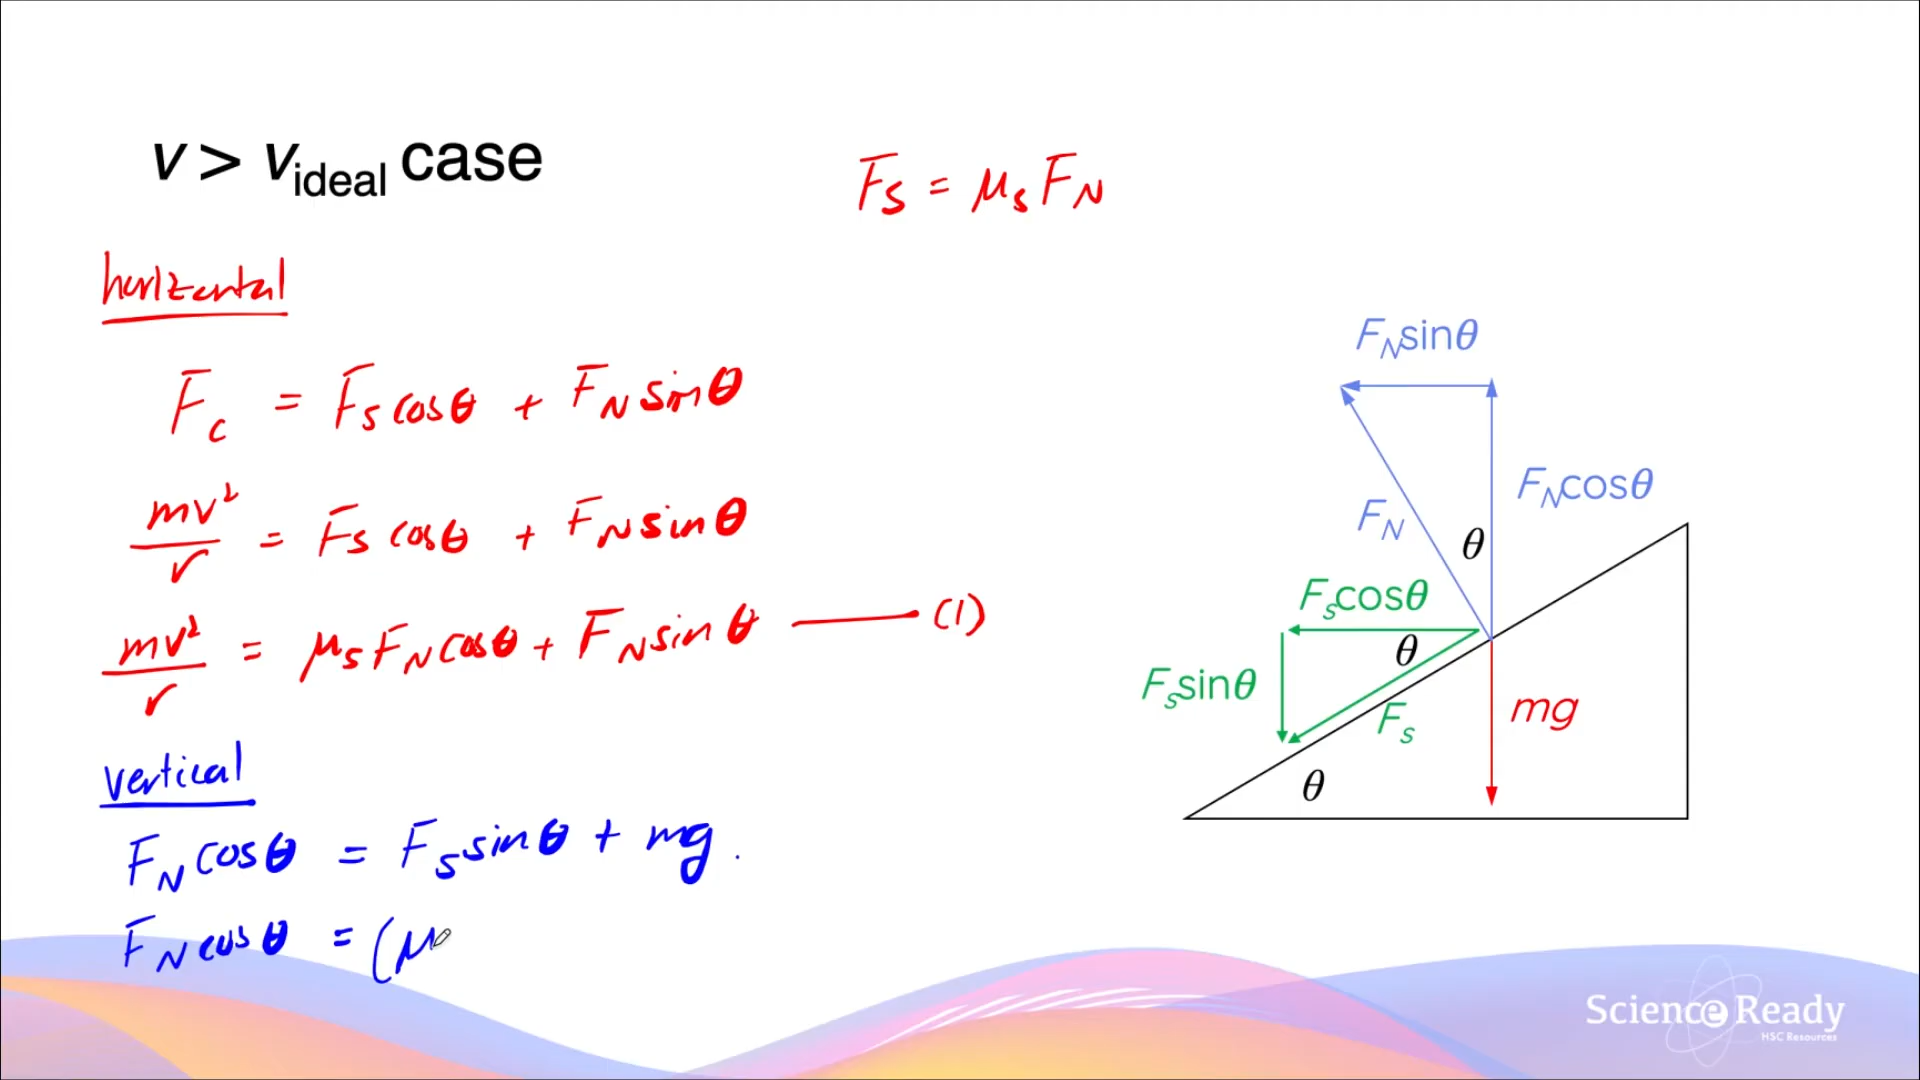 v > v_ideal case
F_s = μ_s F_N
horizontal
F_c = F_s cosθ + F_N sinθ
mv²/r = F_s cosθ + F_N sinθ
mv²/r = μ_s F_N cosθ + F_N sinθ —— (1)
vertical
F_N cosθ = F_s sinθ + mg.
F_N cosθ = (μ
F_N sinθ
F_N cosθ
F_N
θ
F_s cosθ
θ
F_s sinθ
F_s
mg
θ
Science Ready
HSC Resources